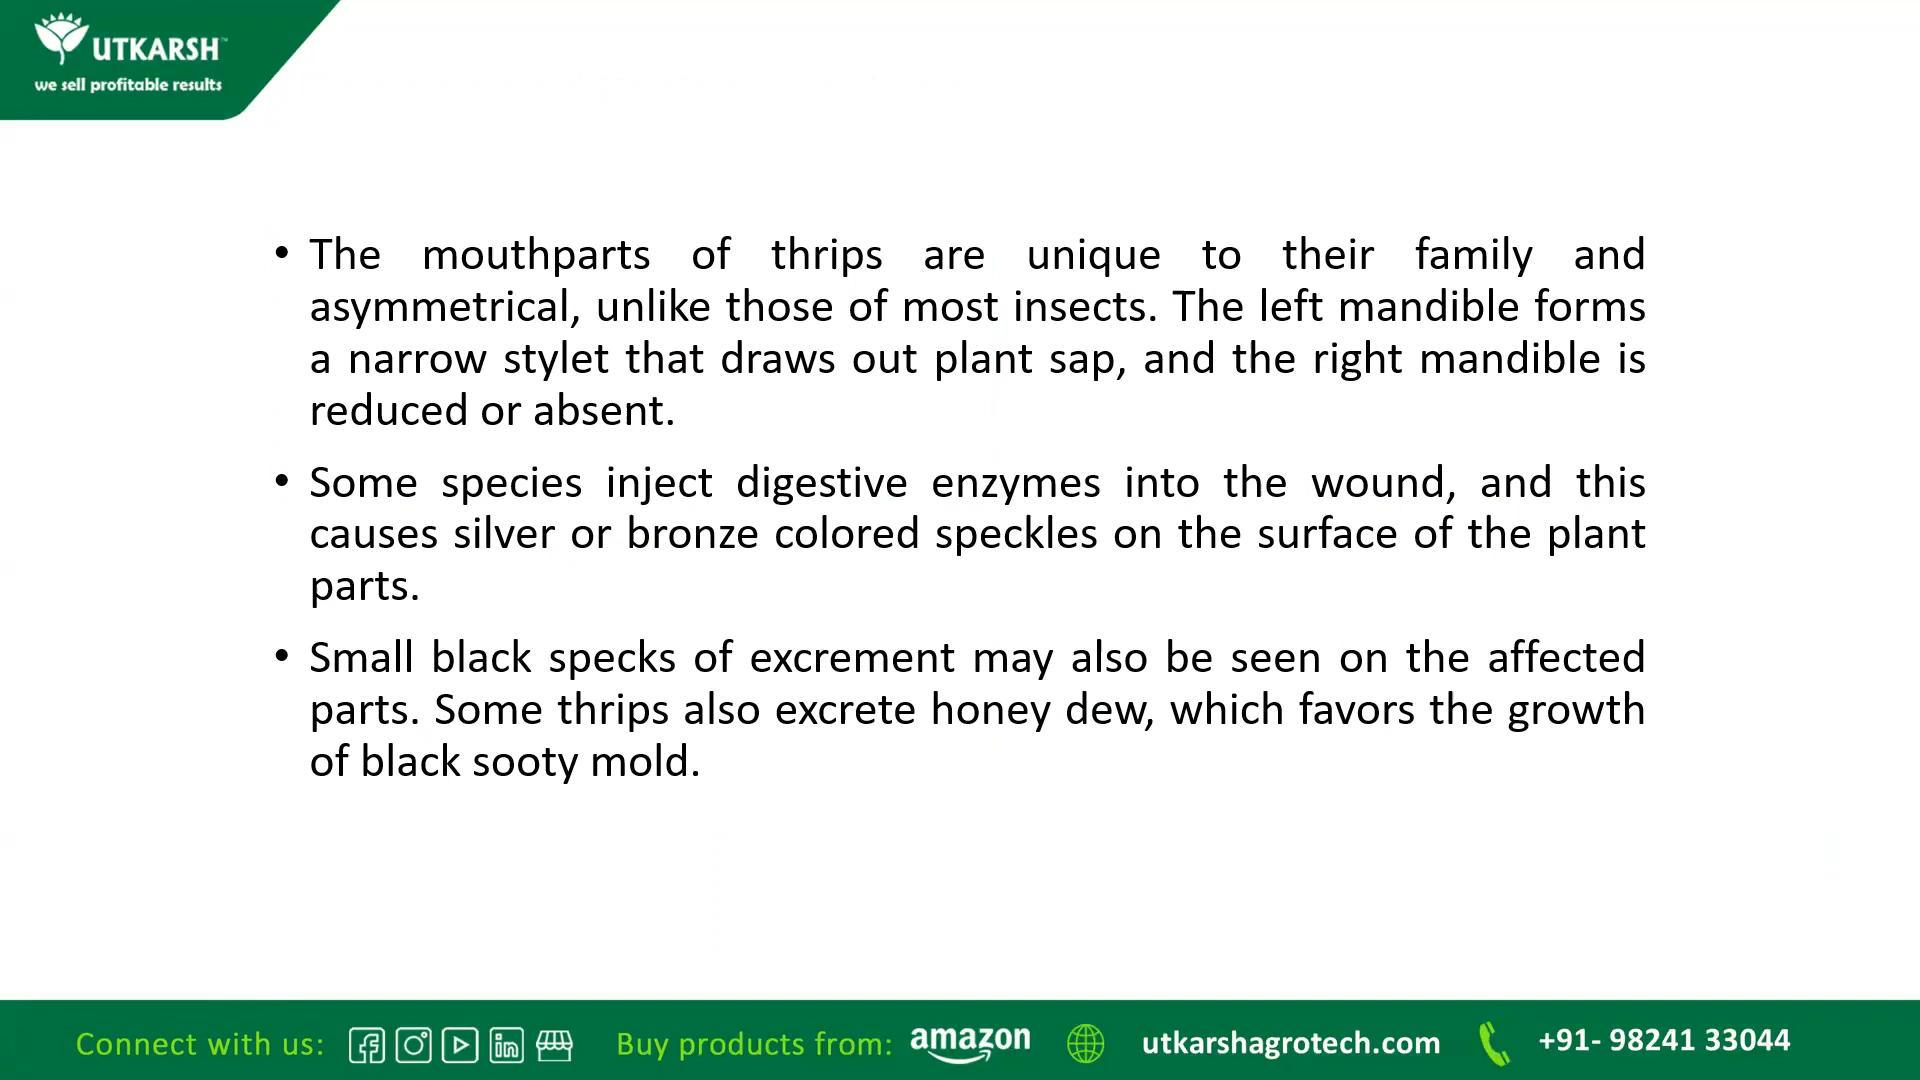 UTKARSH™
we sell profitable results
• The mouthparts of thrips are unique to their family and
asymmetrical, unlike those of most insects. The left mandible forms
a narrow stylet that draws out plant sap, and the right mandible is
reduced or absent.
• Some species inject digestive enzymes into the wound, and this
causes silver or bronze colored speckles on the surface of the plant
parts.
• Small black specks of excrement may also be seen on the affected
parts. Some thrips also excrete honey dew, which favors the growth
of black sooty mold.
Connect with us: Buy products from: amazon utkarshagrotech.com +91- 98241 33044